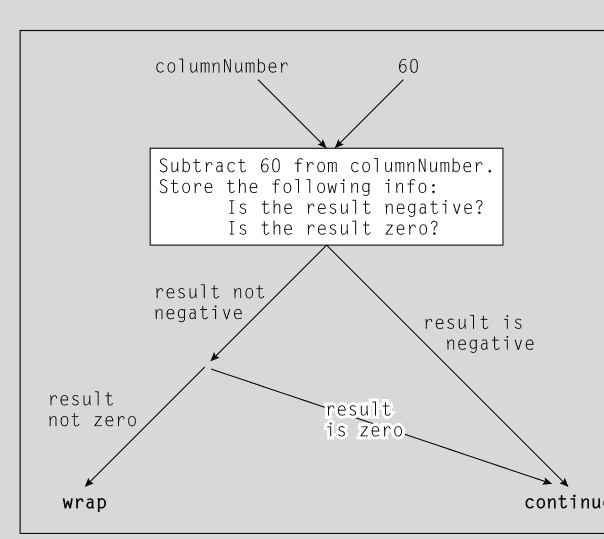 columnNumber 60
Subtract 60 from columnNumber.
Store the following info:
Is the result negative?
Is the result zero?
result not
negative
result is
negative
result
not zero
result
is zero
wrap continue